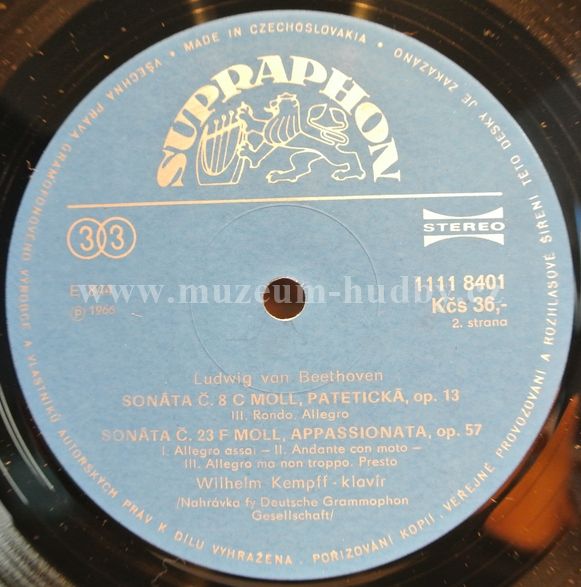 VŠECHNA PRÁVA GRAMOFONOVÉHO VÝROBCE A VLASTNÍKŮ AUTORSKÝCH PRÁV K DÍLU VYHRAŽENA. POŘIZOVÁNÍ KOPIÍ, VEŘEJNÉ PROVOZOVÁNÍ A ROZHLASOVÉ ŠÍŘENÍ TÉTO DESKY JE ZAKÁZÁNO
• MADE IN CZECHOSLOVAKIA •
SUPRAPHON
33
STEREO
1111 8401
℗ 1966
Kčs 36,-
2. strana
www.muzeum-hudby.cz
Ludwig van Beethoven
SONÁTA Č. 8 C MOLL, PATETICKÁ, op. 13
III. Rondo. Allegro
SONÁTA Č. 23 F MOLL, APPASSIONATA, op. 57
I. Allegro assai – II. Andante con moto –
III. Allegro ma non troppo. Presto
Wilhelm Kempff - klavír
/Nahrávka fy Deutsche Grammophon
Gesellschaft/